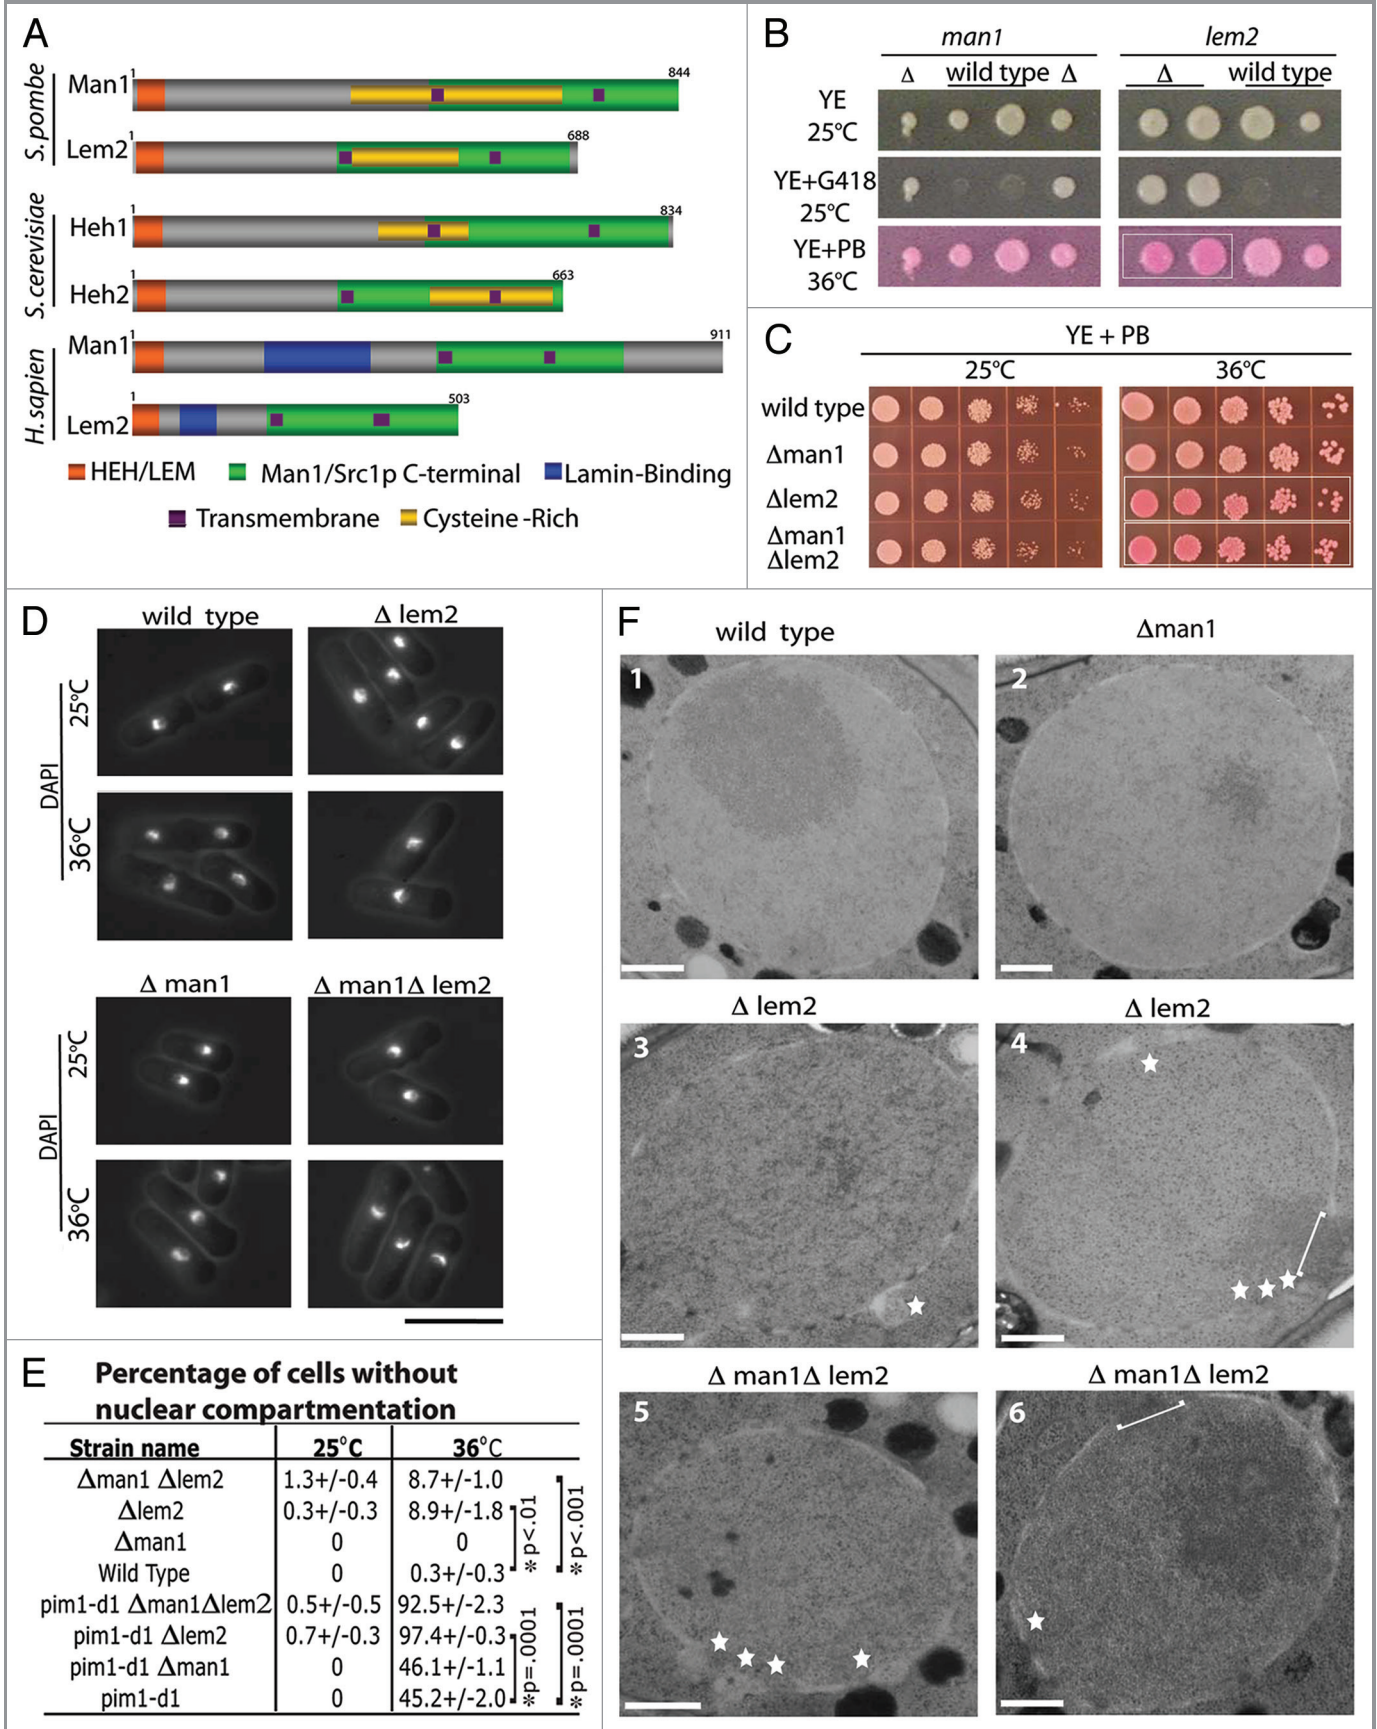 A
S.pombe
Man1
1
844
Lem2
1
688
S.cerevisiae
Heh1
1
834
Heh2
1
663
H.sapien
Man1
1
911
Lem2
1
503
HEH/LEM
Man1/Src1p C-terminal
Lamin-Binding
Transmembrane
Cysteine -Rich
B
man1
lem2
Δ
wild type
Δ
Δ
wild type
YE
25°C
YE+G418
25°C
YE+PB
36°C
C
YE + PB
25°C
36°C
wild type
Δman1
Δlem2
Δman1
Δlem2
D
wild type
Δ lem2
DAPI
25°C
36°C
Δ man1
Δ man1Δ lem2
DAPI
25°C
36°C
E
Percentage of cells without
nuclear compartmentation
Strain name 25°C 36°C
Δman1 Δlem2 1.3+/-0.4 8.7+/-1.0
Δlem2 0.3+/-0.3 8.9+/-1.8
Δman1 0 0
Wild Type 0 0.3+/-0.3
pim1-d1 Δman1Δlem2 0.5+/-0.5 92.5+/-2.3
pim1-d1 Δlem2 0.7+/-0.3 97.4+/-0.3
pim1-d1 Δman1 0 46.1+/-1.1
pim1-d1 0 45.2+/-2.0
*p<.01
*p<.001
*p=.0001
*p=.0001
F
wild type
Δman1
1
2
Δ lem2
Δ lem2
3
4
Δ man1Δ lem2
Δ man1Δ lem2
5
6